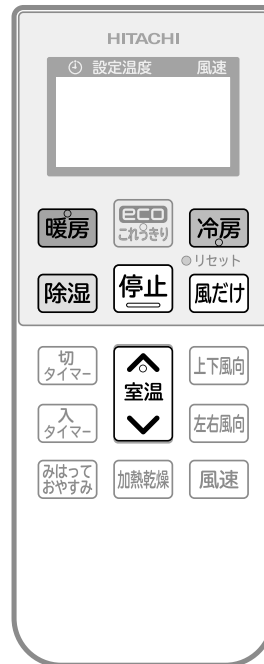 HITACHI
設定温度 風速
暖房 eco これっきり 冷房
リセット
除湿 停止 風だけ
切タイマー 上下風向
室温
入タイマー 左右風向
みはっておやすみ 加熱乾燥 風速